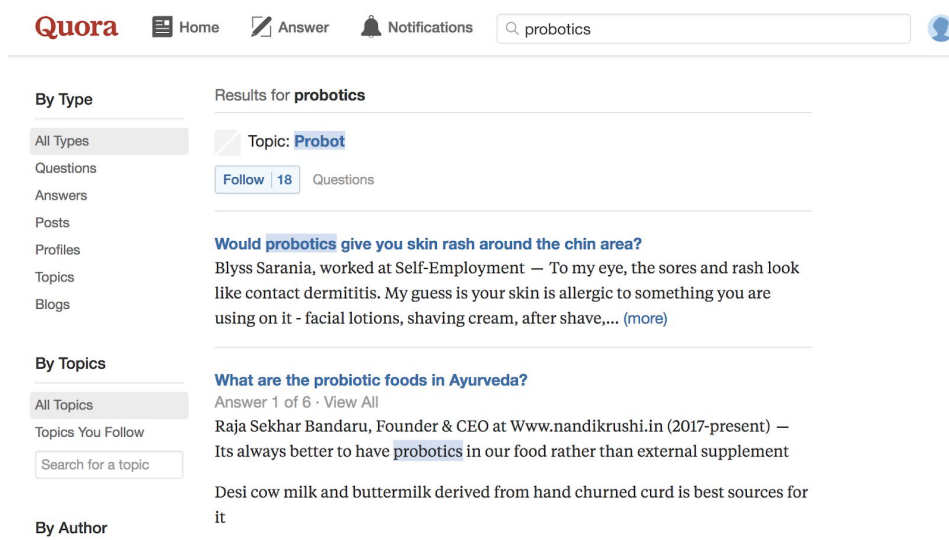 Quora Home Answer Notifications probotics
By Type
All Types
Questions
Answers
Posts
Profiles
Topics
Blogs
By Topics
All Topics
Topics You Follow
Search for a topic
By Author
Results for probotics
Topic: Probot
Follow 18 Questions
Would probotics give you skin rash around the chin area?
Blyss Sarania, worked at Self-Employment — To my eye, the sores and rash look
like contact dermititis. My guess is your skin is allergic to something you are
using on it - facial lotions, shaving cream, after shave,... (more)
What are the probiotic foods in Ayurveda?
Answer 1 of 6 · View All
Raja Sekhar Bandaru, Founder & CEO at Www.nandikrushi.in (2017-present) —
Its always better to have probotics in our food rather than external supplement
Desi cow milk and buttermilk derived from hand churned curd is best sources for
it